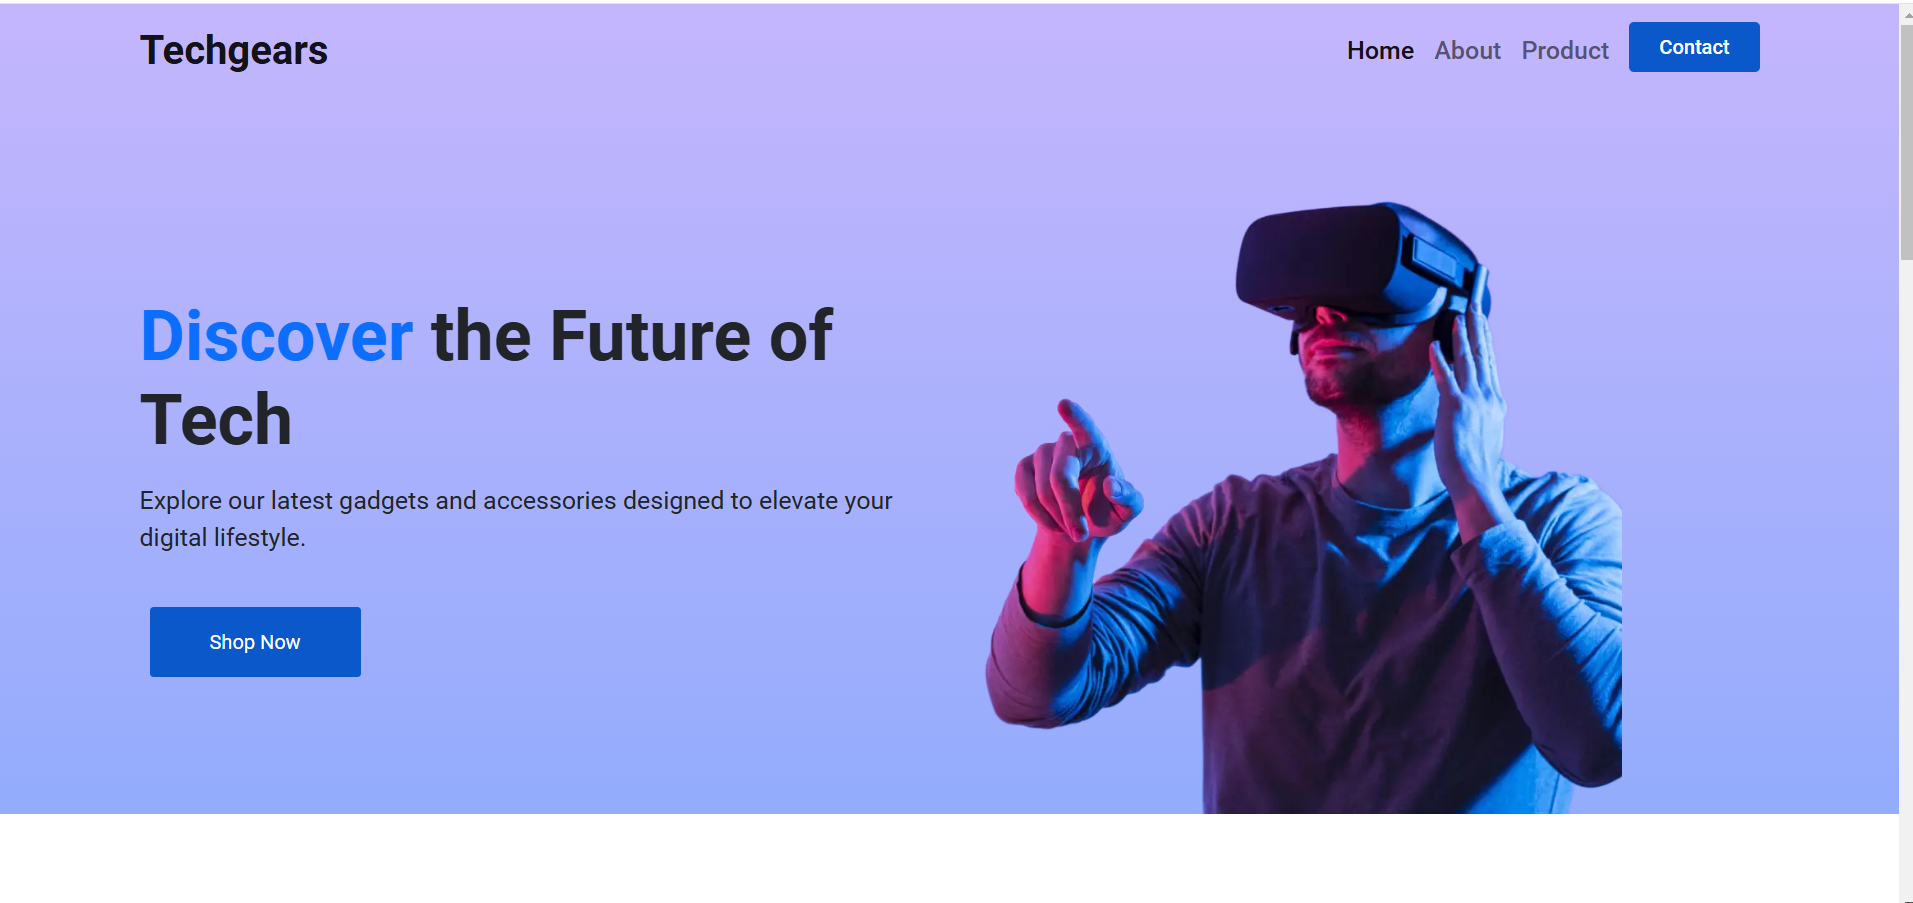 Techgears
Home About Product Contact
Discover the Future of
Tech
Explore our latest gadgets and accessories designed to elevate your
digital lifestyle.
Shop Now